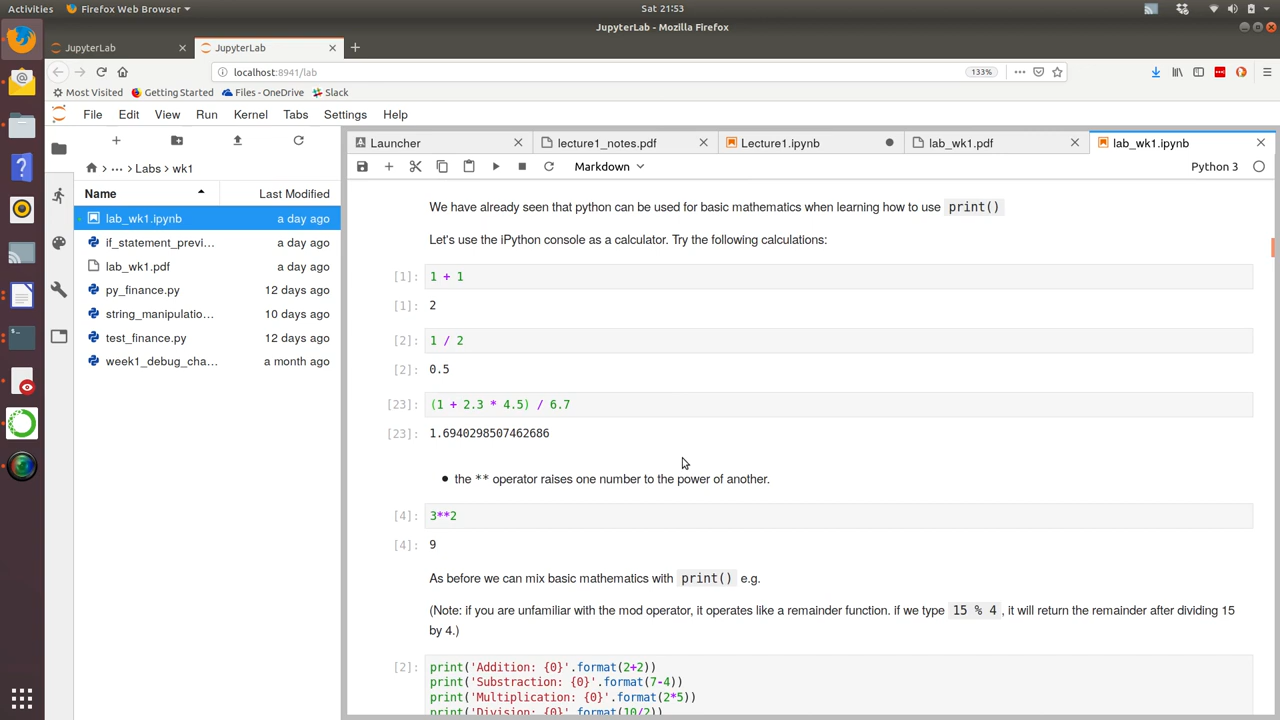 Activities Firefox Web Browser Sat 21:53
JupyterLab - Mozilla Firefox
JupyterLab JupyterLab
localhost:8941/lab 133%
Most Visited Getting Started Files - OneDrive Slack
File Edit View Run Kernel Tabs Settings Help
Launcher lecture1_notes.pdf Lecture1.ipynb lab_wk1.pdf lab_wk1.ipynb
Markdown Python 3
... Labs > wk1
Name Last Modified
lab_wk1.ipynb a day ago
if_statement_previ... a day ago
lab_wk1.pdf a day ago
py_finance.py 12 days ago
string_manipulatio... 10 days ago
test_finance.py 12 days ago
week1_debug_cha... a month ago
We have already seen that python can be used for basic mathematics when learning how to use print()
Let's use the iPython console as a calculator. Try the following calculations:
[1]: 1 + 1
[1]: 2
[2]: 1 / 2
[2]: 0.5
[23]: (1 + 2.3 * 4.5) / 6.7
[23]: 1.6940298507462686
• the ** operator raises one number to the power of another.
[4]: 3**2
[4]: 9
As before we can mix basic mathematics with print() e.g.
(Note: if you are unfamiliar with the mod operator, it operates like a remainder function. if we type 15 % 4, it will return the remainder after dividing 15
by 4.)
[2]: print('Addition: {0}'.format(2+2))
print('Substraction: {0}'.format(7-4))
print('Multiplication: {0}'.format(2*5))
print('Division: {0}'.format(10/2))